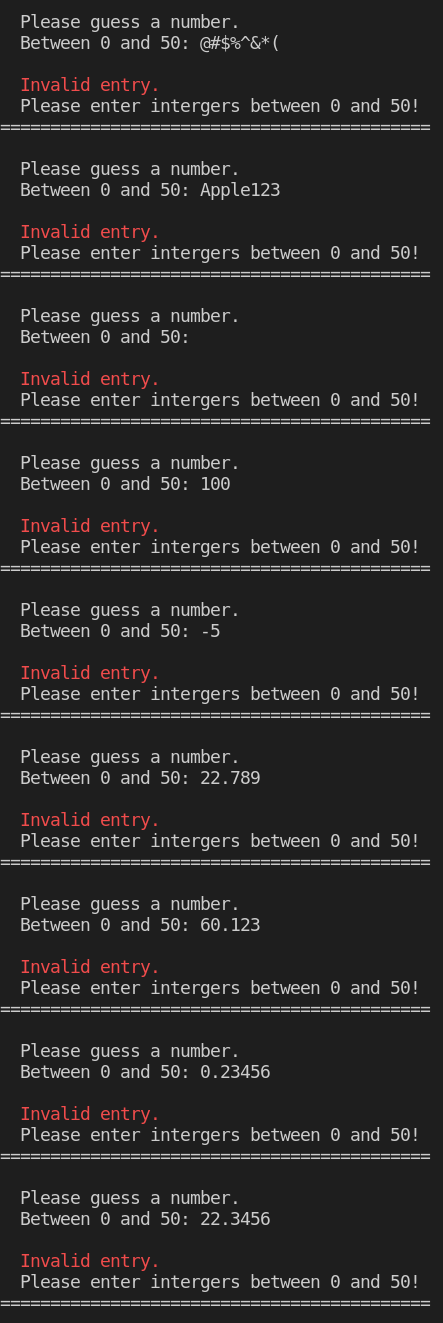 Please guess a number.
Between 0 and 50: @#$%^&*(
Invalid entry.
Please enter intergers between 0 and 50!
===========================================
Please guess a number.
Between 0 and 50: Apple123
Invalid entry.
Please enter intergers between 0 and 50!
===========================================
Please guess a number.
Between 0 and 50:
Invalid entry.
Please enter intergers between 0 and 50!
===========================================
Please guess a number.
Between 0 and 50: 100
Invalid entry.
Please enter intergers between 0 and 50!
===========================================
Please guess a number.
Between 0 and 50: -5
Invalid entry.
Please enter intergers between 0 and 50!
===========================================
Please guess a number.
Between 0 and 50: 22.789
Invalid entry.
Please enter intergers between 0 and 50!
===========================================
Please guess a number.
Between 0 and 50: 60.123
Invalid entry.
Please enter intergers between 0 and 50!
===========================================
Please guess a number.
Between 0 and 50: 0.23456
Invalid entry.
Please enter intergers between 0 and 50!
===========================================
Please guess a number.
Between 0 and 50: 22.3456
Invalid entry.
Please enter intergers between 0 and 50!
===========================================